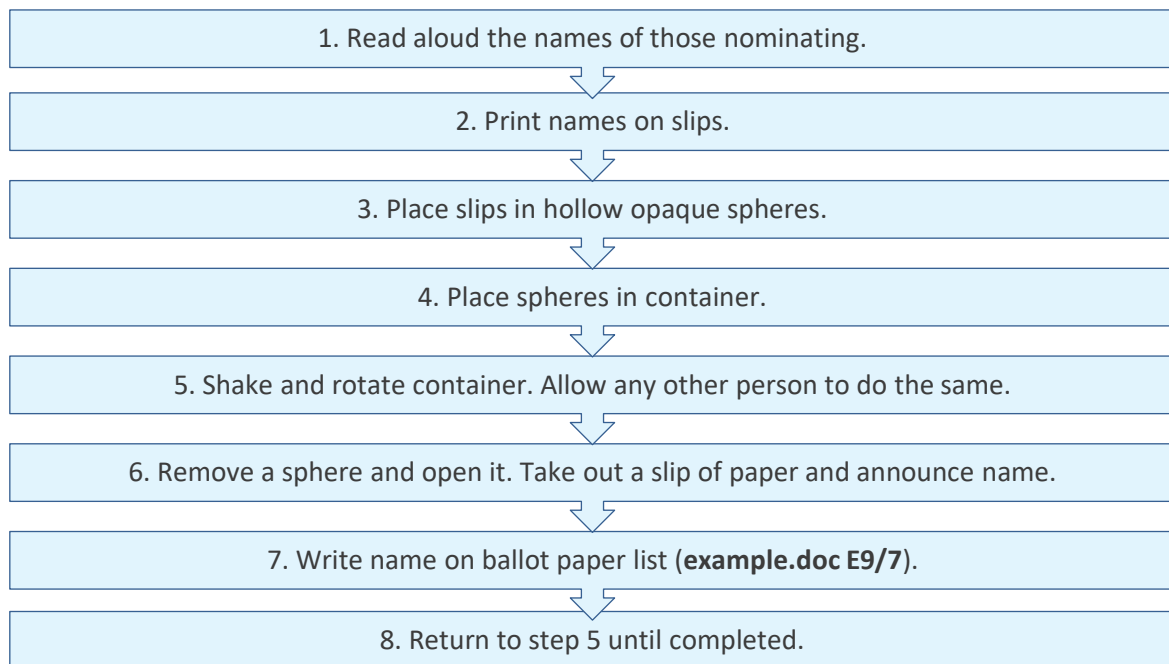 1. Read aloud the names of those nominating.
2. Print names on slips.
3. Place slips in hollow opaque spheres.
4. Place spheres in container.
5. Shake and rotate container. Allow any other person to do the same.
6. Remove a sphere and open it. Take out a slip of paper and announce name.
7. Write name on ballot paper list (example.doc E9/7).
8. Return to step 5 until completed.